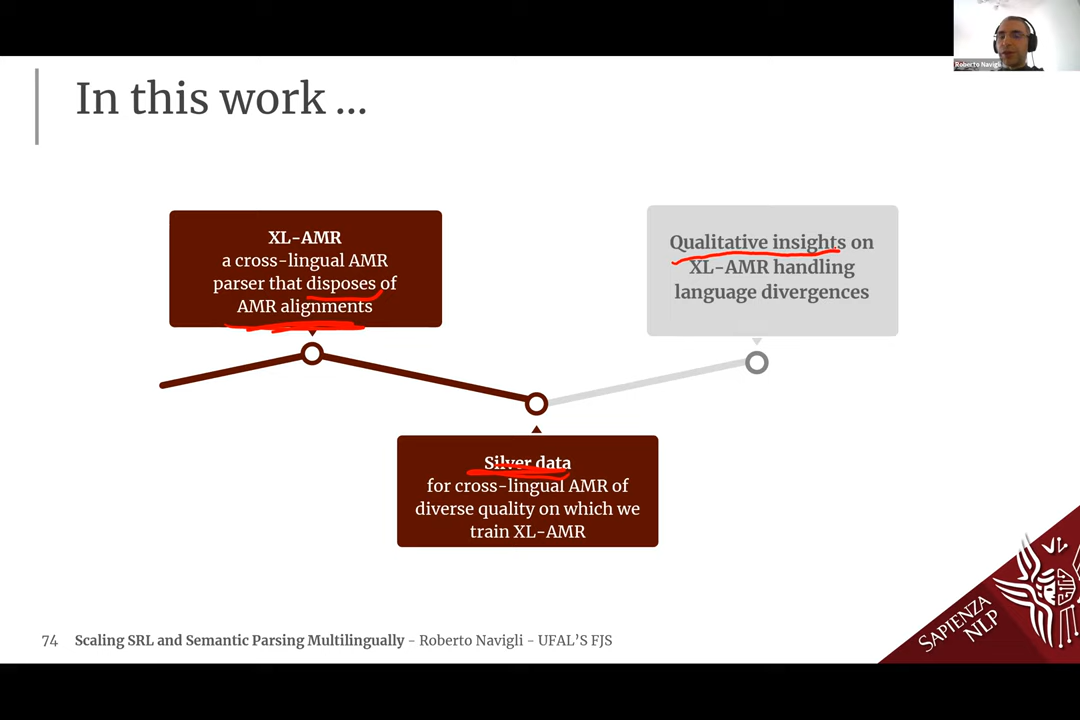 Roberto Navigli
In this work ...
XL-AMR
a cross-lingual AMR
parser that disposes of
AMR alignments
Qualitative insights on
XL-AMR handling
language divergences
Silver data
for cross-lingual AMR of
diverse quality on which we
train XL-AMR
74 Scaling SRL and Semantic Parsing Multilingually - Roberto Navigli - UFAL'S FJS
SAPIENZA
NLP